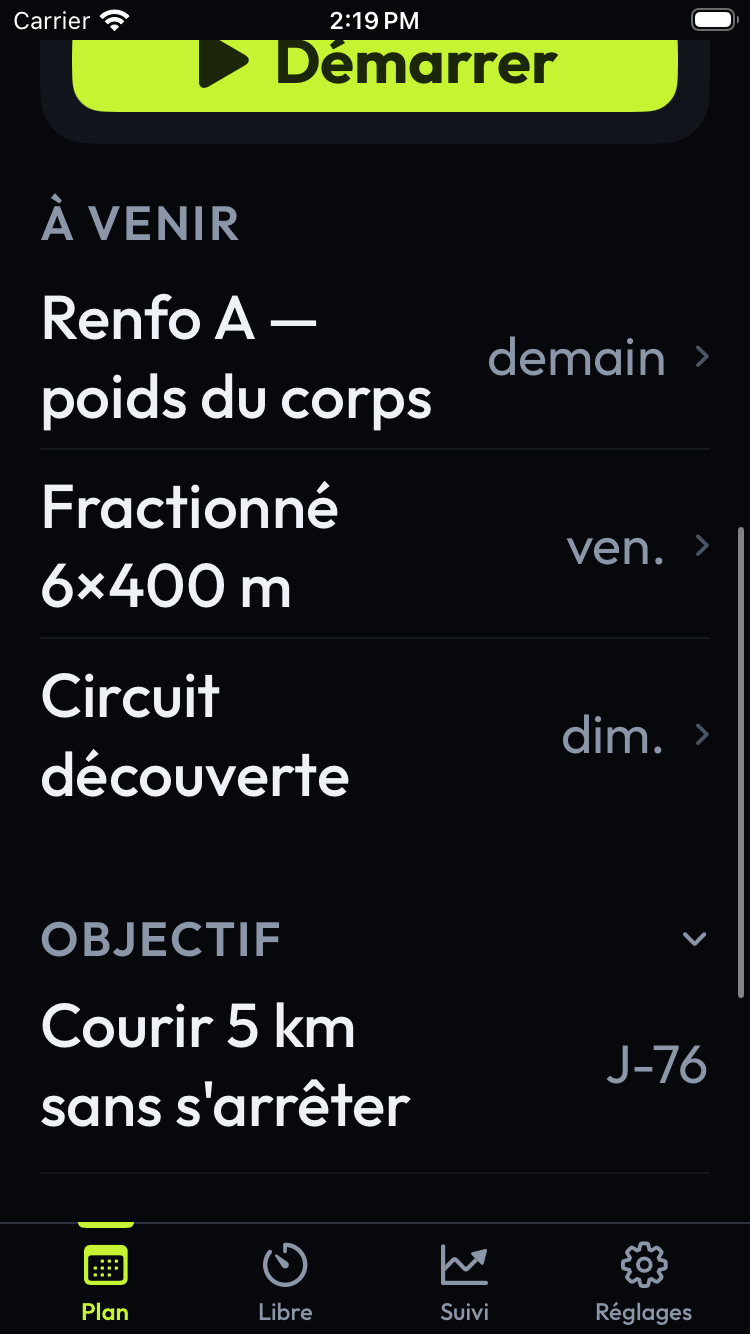 Carrier 2:19 PM
Démarrer
À VENIR
Renfo A —
poids du corps
demain
Fractionné
6×400 m
ven.
Circuit
découverte
dim.
OBJECTIF
Courir 5 km
sans s'arrêter
J-76
Plan Libre Suivi Réglages